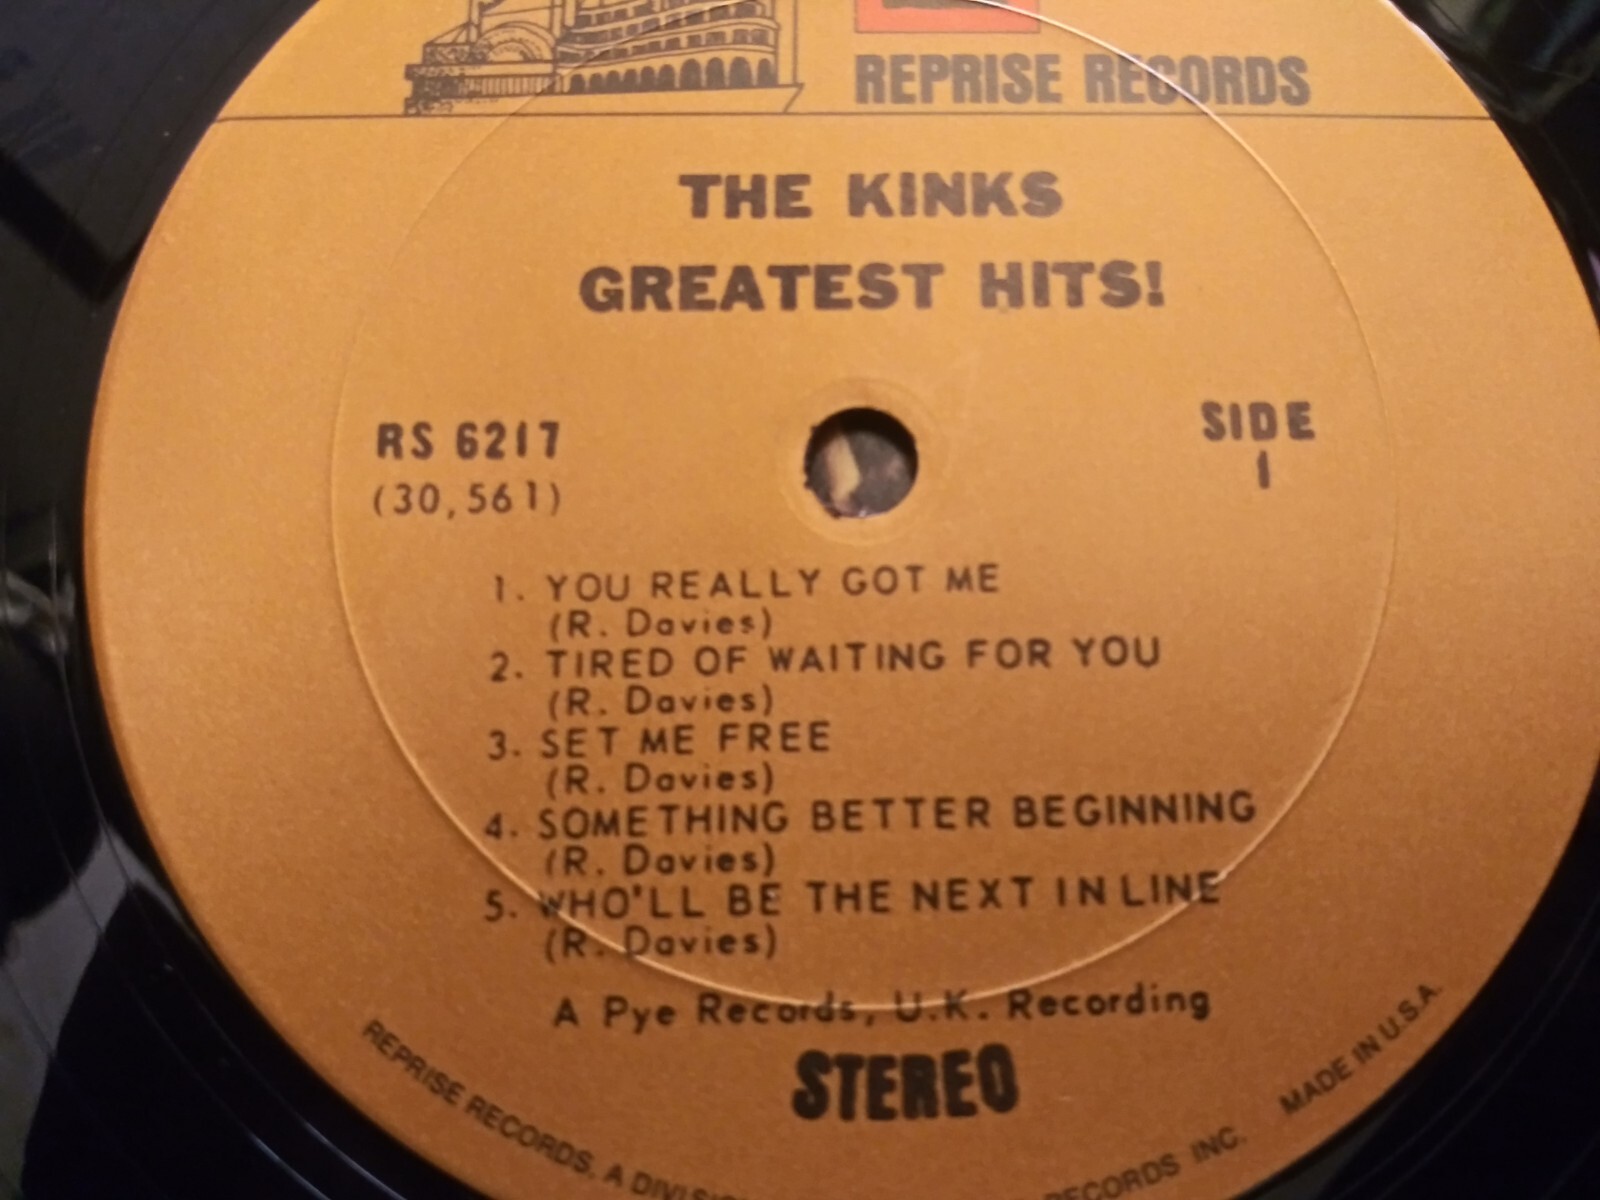 REPRISE RECORDS
THE KINKS
GREATEST HITS!
RS 6217
(30,561)
SIDE
1
1. YOU REALLY GOT ME
(R. Davies)
2. TIRED OF WAITING FOR YOU
(R. Davies)
3. SET ME FREE
(R. Davies)
4. SOMETHING BETTER BEGINNING
(R. Davies)
5. WHO'LL BE THE NEXT IN LINE
(R. Davies)
A Pye Records, U.K. Recording
STEREO
REPRISE RECORDS, A RECORDS INC. MADE IN U.S.A.